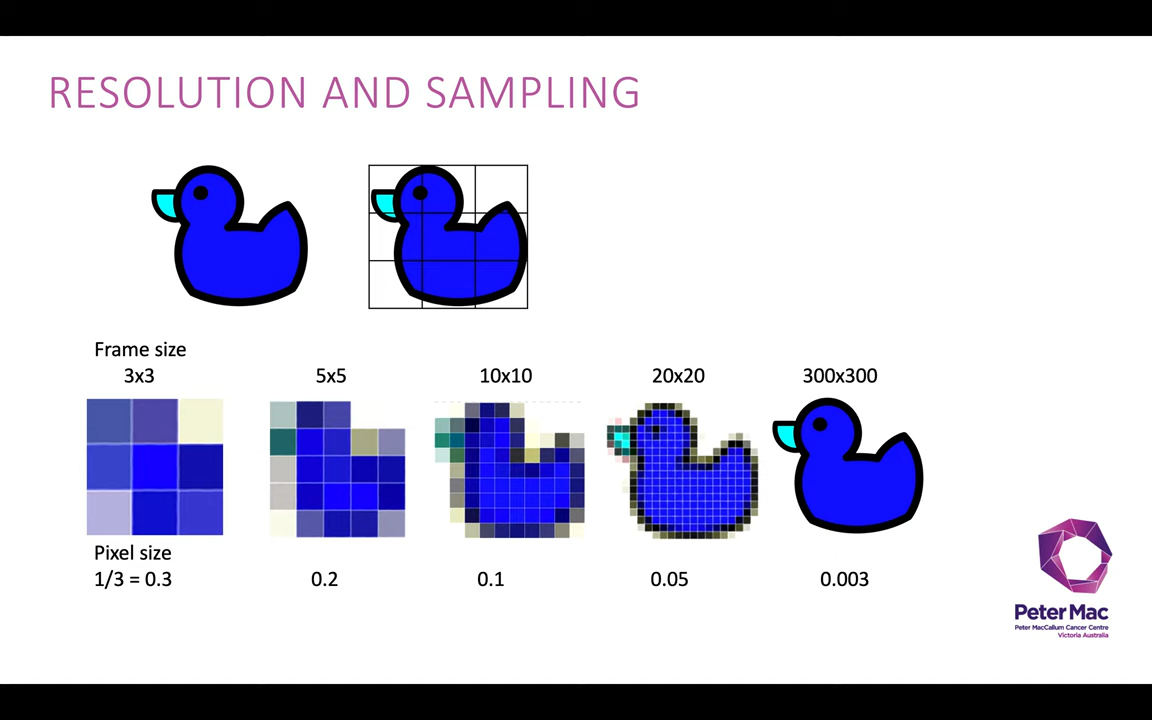 RESOLUTION AND SAMPLING
Frame size
3x3 5x5 10x10 20x20 300x300
Pixel size
1/3 = 0.3 0.2 0.1 0.05 0.003
Peter Mac
Peter MacCallum Cancer Centre
Victoria Australia